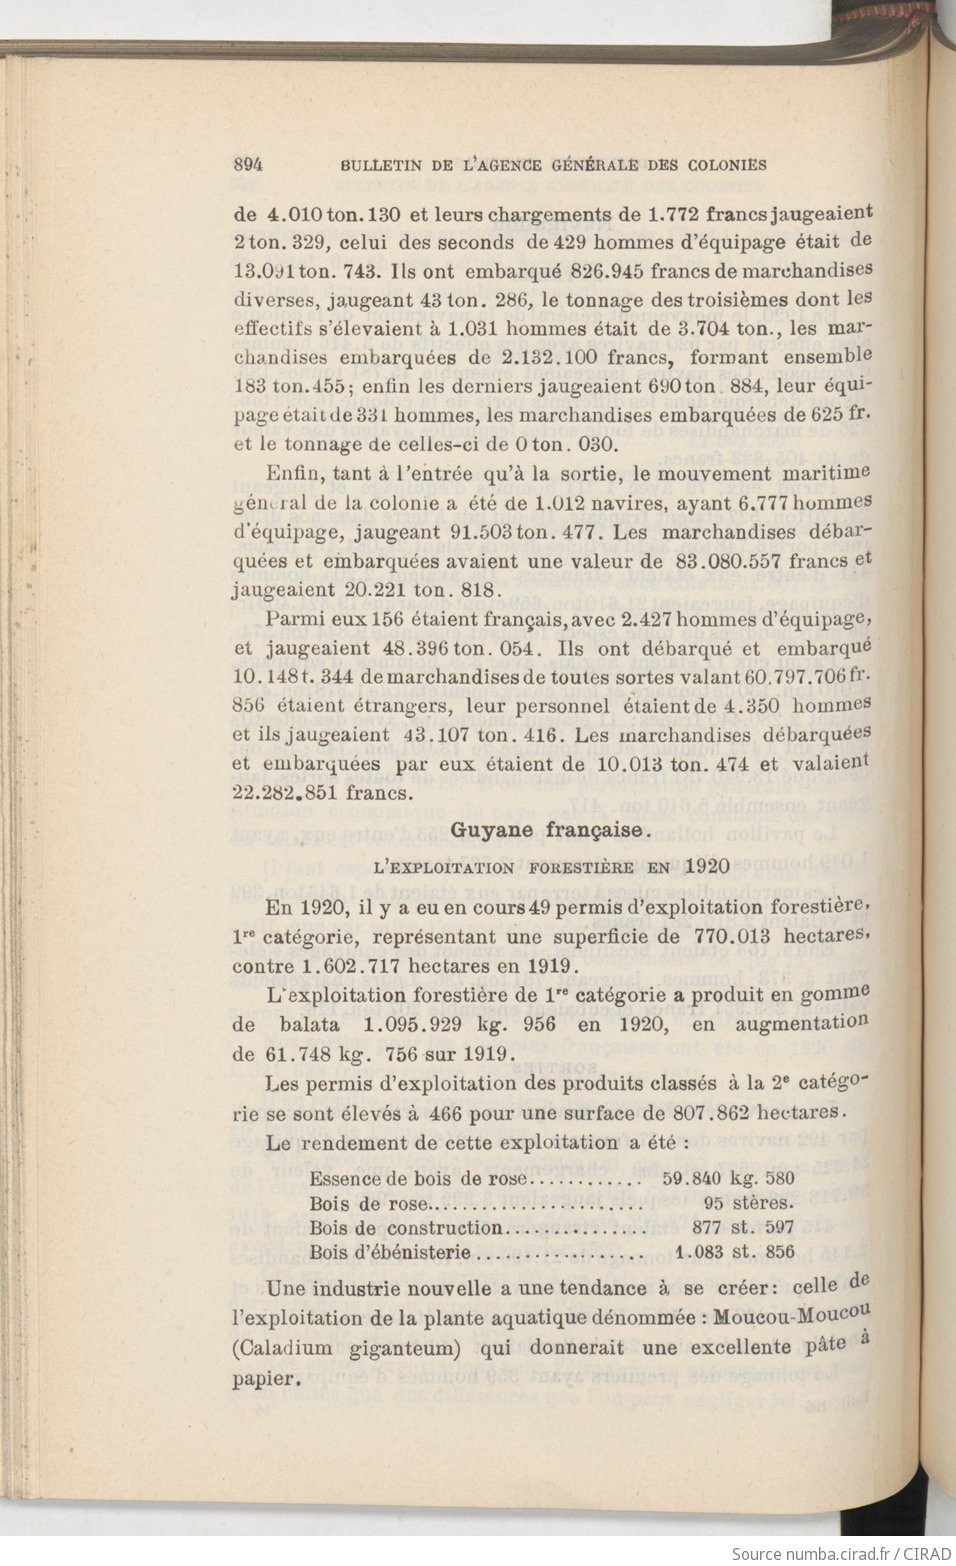 894 BULLETIN DE L'AGENCE GÉNÉRALE DES COLONIES
de 4.010 ton. 130 et leurs chargements de 1.772 francs jaugeaient
2 ton. 329, celui des seconds de 429 hommes d'équipage était de
13.091 ton. 743. Ils ont embarqué 826.945 francs de marchandises
diverses, jaugeant 43 ton. 286, le tonnage des troisièmes dont les
effectifs s'élevaient à 1.031 hommes était de 3.704 ton., les mar-
chandises embarquées de 2.132.100 francs, formant ensemble
183 ton. 455; enfin les derniers jaugeaient 690 ton. 884, leur équi-
page était de 331 hommes, les marchandises embarquées de 625 fr.
et le tonnage de celles-ci de 0 ton. 030.
Enfin, tant à l'entrée qu'à la sortie, le mouvement maritime
général de la colonie a été de 1.012 navires, ayant 6.777 hommes
d'équipage, jaugeant 91.503 ton. 477. Les marchandises débar-
quées et embarquées avaient une valeur de 83.080.557 francs et
jaugeaient 20.221 ton. 818.
Parmi eux 156 étaient français, avec 2.427 hommes d'équipage,
et jaugeaient 48.396 ton. 054. Ils ont débarqué et embarqué
10.148 t. 344 de marchandises de toutes sortes valant 60.797.706 fr.
856 étaient étrangers, leur personnel étaient de 4.350 hommes
et ils jaugeaient 43.107 ton. 416. Les marchandises débarquées
et embarquées par eux étaient de 10.013 ton. 474 et valaient
22.282.851 francs.
Guyane française.
L'EXPLOITATION FORESTIÈRE EN 1920
En 1920, il y a eu en cours 49 permis d'exploitation forestière,
1re catégorie, représentant une superficie de 770.013 hectares,
contre 1.602.717 hectares en 1919.
L'exploitation forestière de 1re catégorie a produit en gomme
de balata 1.095.929 kg. 956 en 1920, en augmentation
de 61.748 kg. 756 sur 1919.
Les permis d'exploitation des produits classés à la 2e catégo-
rie se sont élevés à 466 pour une surface de 807.862 hectares.
Le rendement de cette exploitation a été :
Essence de bois de rose............ 59.840 kg. 580
Bois de rose....................... 95 stères.
Bois de construction............... 877 st. 597
Bois d'ébénisterie .................. 1.083 st. 856
Une industrie nouvelle a une tendance à se créer : celle de
l'exploitation de la plante aquatique dénommée : Moucou-Moucou
(Caladium giganteum) qui donnerait une excellente pâte à
papier.
Source numba.cirad.fr / CIRAD